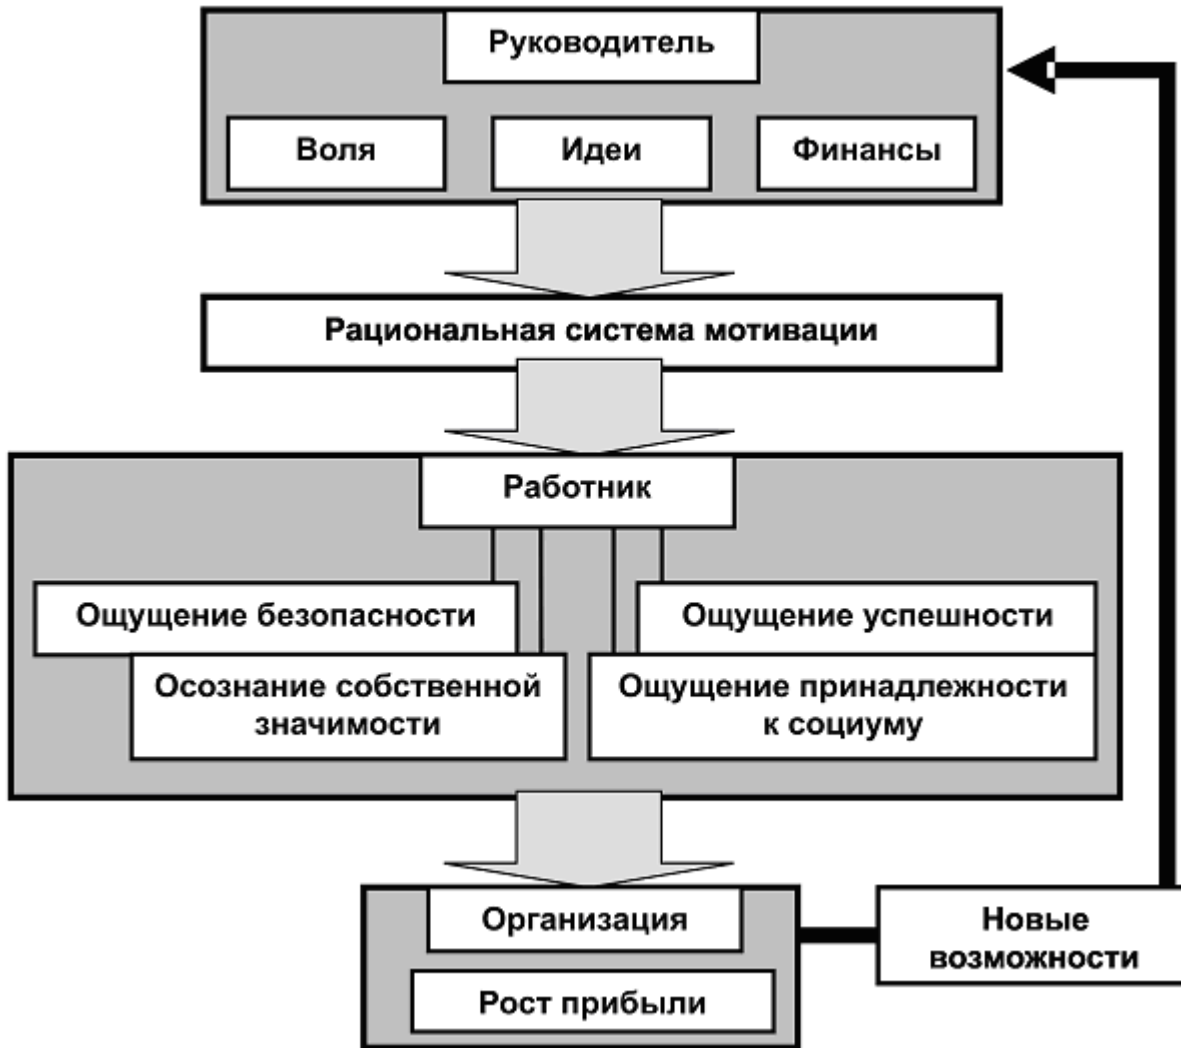 Руководитель
Воля
Идеи
Финансы
Рациональная система мотивации
Работник
Ощущение безопасности
Ощущение успешности
Осознание собственной
значимости
Ощущение принадлежности
к социуму
Организация
Рост прибыли
Новые
возможности